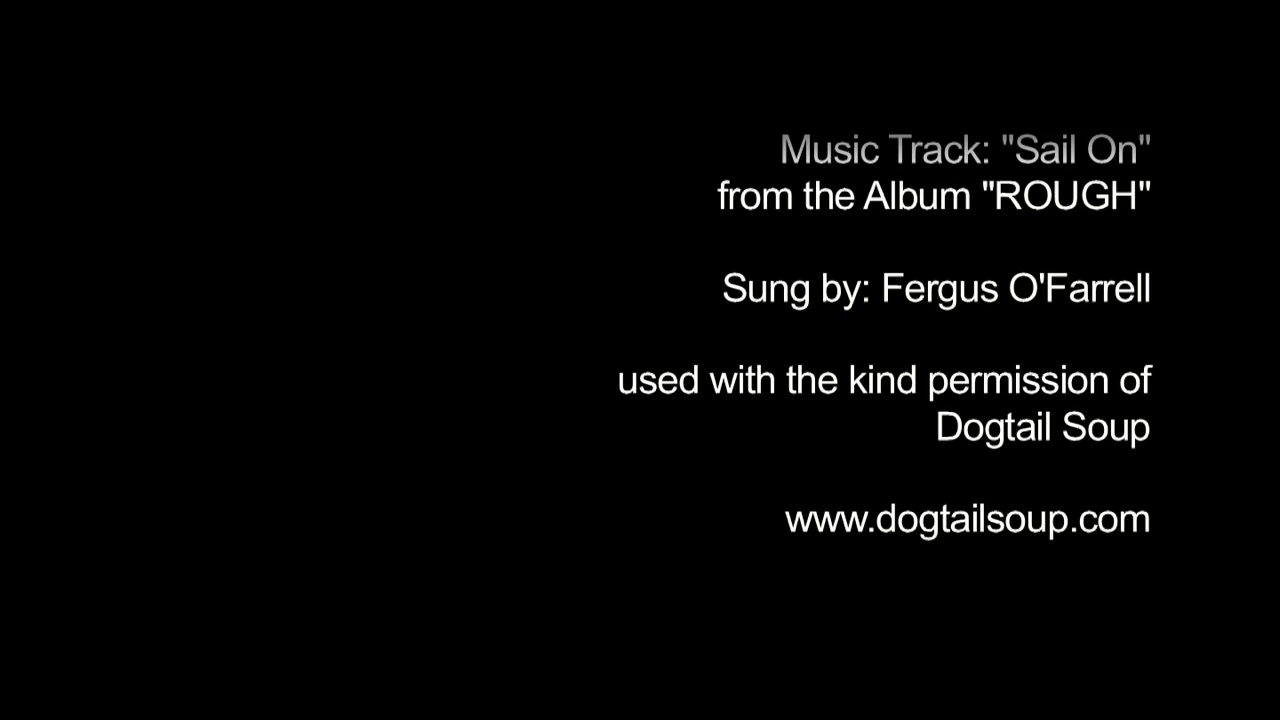 Music Track: "Sail On"
from the Album "ROUGH"
Sung by: Fergus O'Farrell
used with the kind permission of
Dogtail Soup
www.dogtailsoup.com